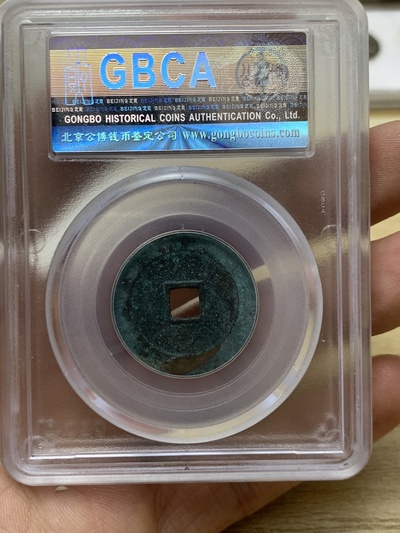 GBCA
GONGBO HISTORICAL COINS AUTHENTICATION Co., Ltd.
北京公博钱币鉴定公司 www.gongbocoins.com